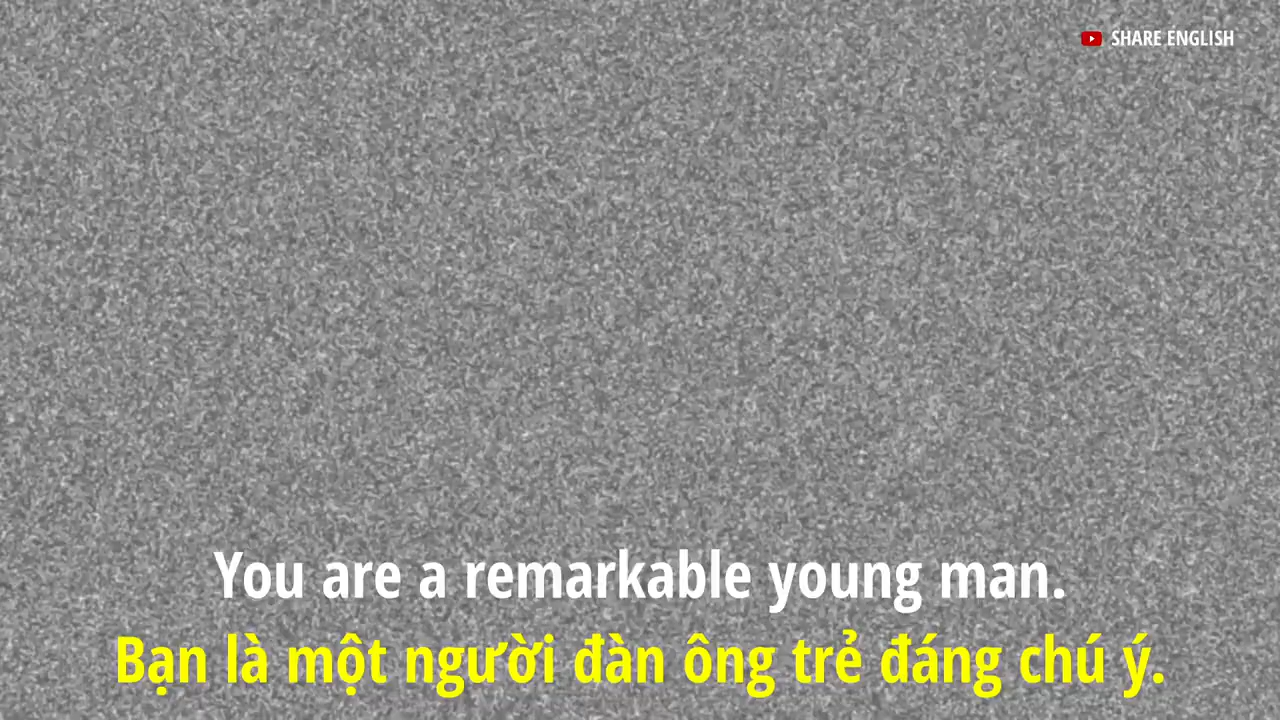 SHARE ENGLISH
You are a remarkable young man.
Bạn là một người đàn ông trẻ đáng chú ý.